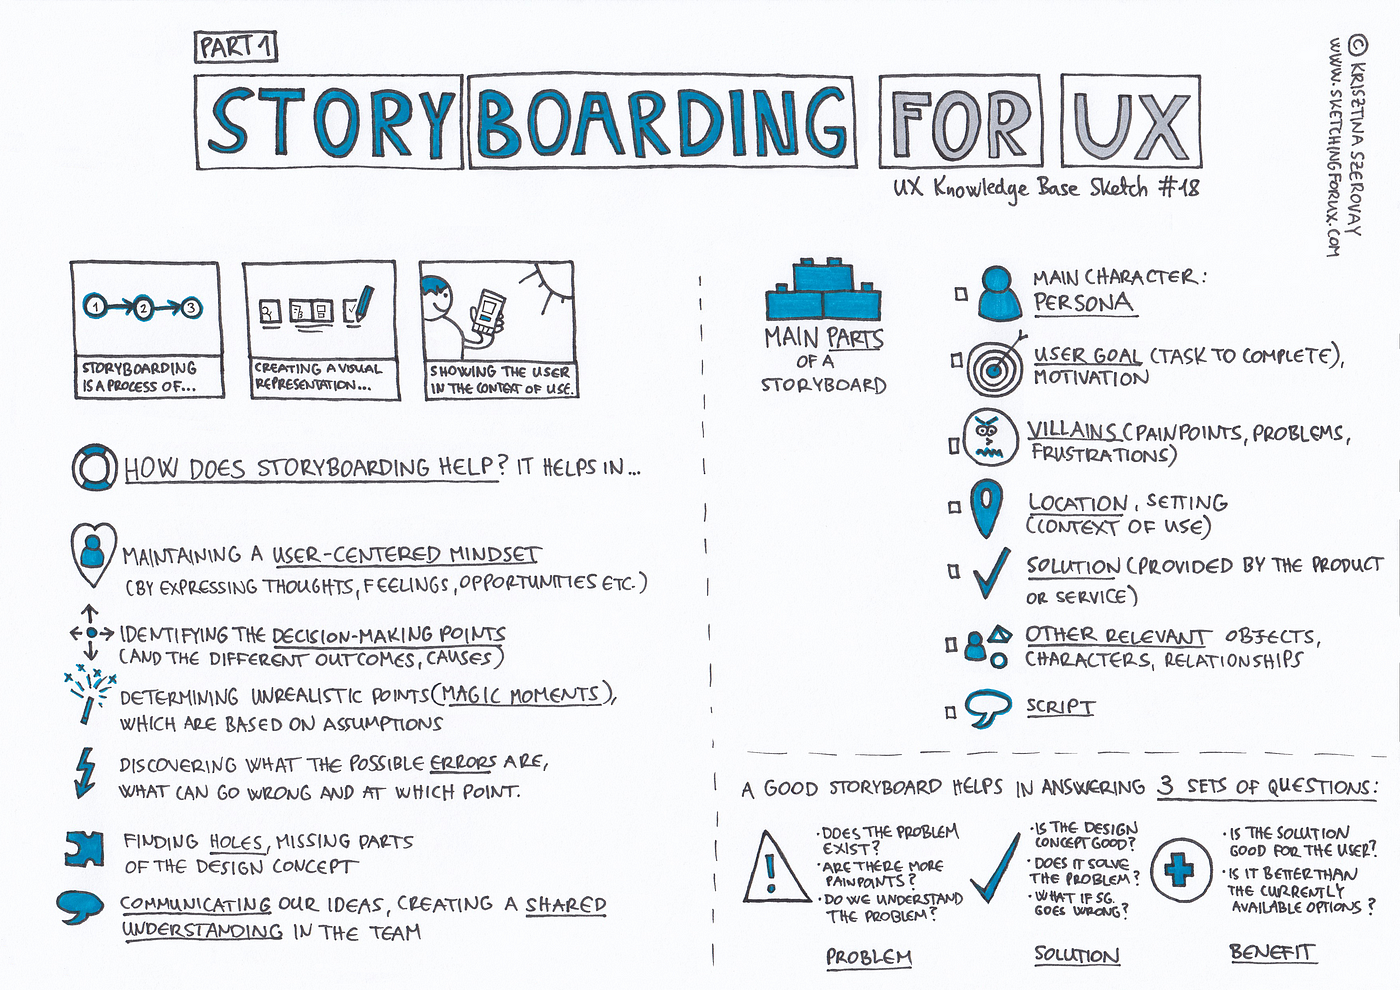 PART 1
STORYBOARDING FOR UX
UX Knowledge Base Sketch #18
© KRISZTINA SZEROVAY
WWW.SKETCHINGFORUX.COM
1 2 3
STORYBOARDING
IS A PROCESS OF...
CREATING A VISUAL
REPRESENTATION...
SHOWING THE USER
IN THE CONTEXT OF USE.
HOW DOES STORYBOARDING HELP? IT HELPS IN...
MAINTAINING A USER-CENTERED MINDSET
(BY EXPRESSING THOUGHTS, FEELINGS, OPPORTUNITIES ETC.)
IDENTIFYING THE DECISION-MAKING POINTS
(AND THE DIFFERENT OUTCOMES, CAUSES)
DETERMINING UNREALISTIC POINTS (MAGIC MOMENTS),
WHICH ARE BASED ON ASSUMPTIONS
DISCOVERING WHAT THE POSSIBLE ERRORS ARE,
WHAT CAN GO WRONG AND AT WHICH POINT.
FINDING HOLES, MISSING PARTS
OF THE DESIGN CONCEPT
COMMUNICATING OUR IDEAS, CREATING A SHARED
UNDERSTANDING IN THE TEAM
MAIN PARTS
OF A
STORYBOARD
MAIN CHARACTER:
PERSONA
USER GOAL (TASK TO COMPLETE),
MOTIVATION
VILLAINS (PAINPOINTS, PROBLEMS,
FRUSTRATIONS)
LOCATION, SETTING
(CONTEXT OF USE)
SOLUTION (PROVIDED BY THE PRODUCT
OR SERVICE)
OTHER RELEVANT OBJECTS,
CHARACTERS, RELATIONSHIPS
SCRIPT
A GOOD STORYBOARD HELPS IN ANSWERING 3 SETS OF QUESTIONS:
• DOES THE PROBLEM
EXIST?
• ARE THERE MORE
PAINPOINTS?
• DO WE UNDERSTAND
THE PROBLEM?
PROBLEM
• IS THE DESIGN
CONCEPT GOOD?
• DOES IT SOLVE
THE PROBLEM?
• WHAT IF SG.
GOES WRONG?
SOLUTION
• IS THE SOLUTION
GOOD FOR THE USER?
• IS IT BETTER THAN
THE CURRENTLY
AVAILABLE OPTIONS?
BENEFIT